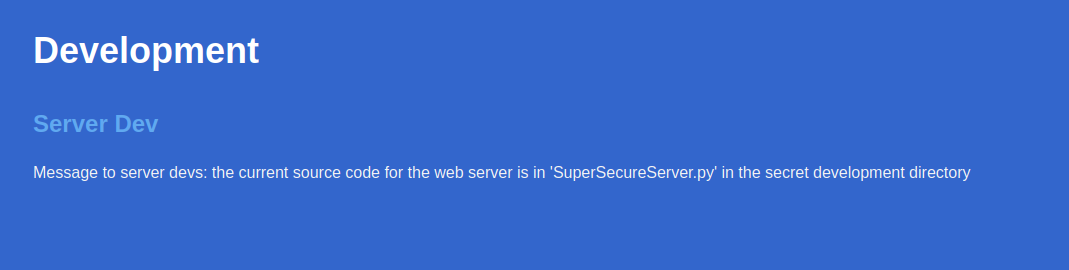 Development
Server Dev
Message to server devs: the current source code for the web server is in 'SuperSecureServer.py' in the secret development directory